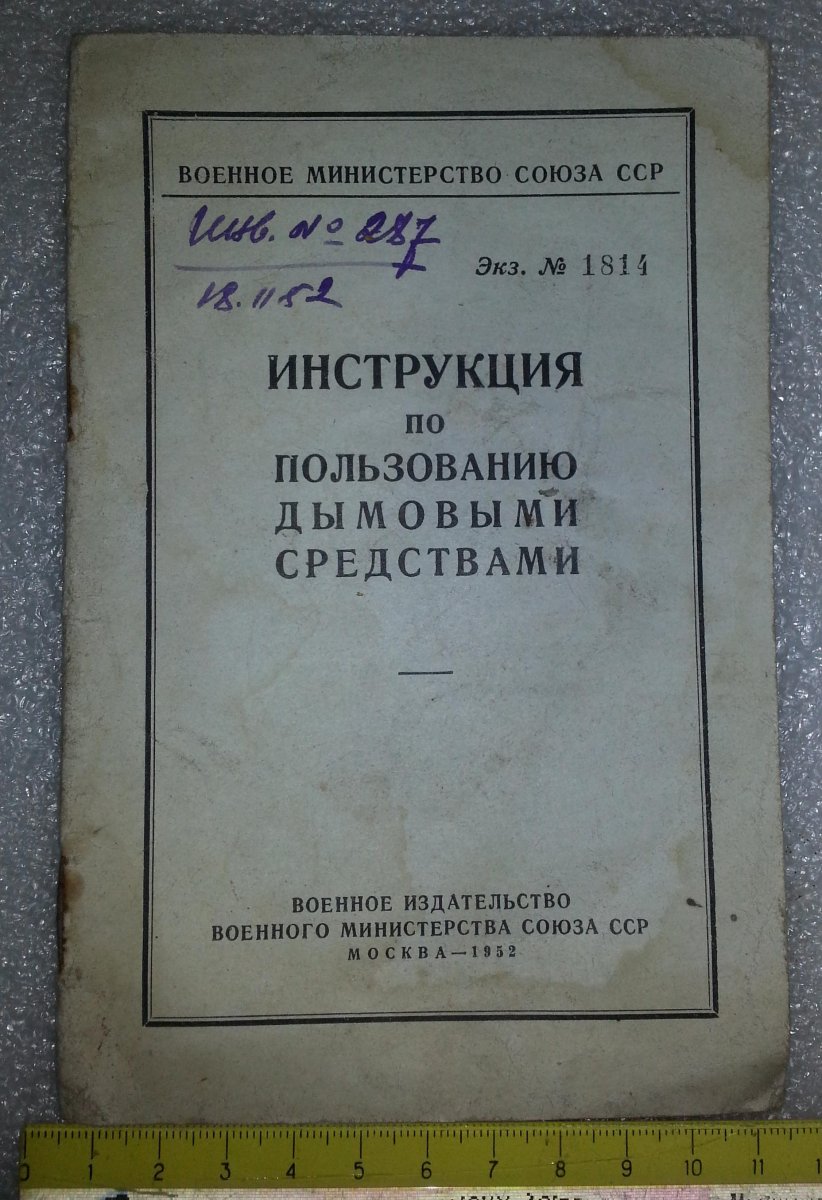 ВОЕННОЕ МИНИСТЕРСТВО СОЮЗА ССР
Инв. № 287
18.11 52
Экз. № 1814
ИНСТРУКЦИЯ
ПО
ПОЛЬЗОВАНИЮ
ДЫМОВЫМИ
СРЕДСТВАМИ
ВОЕННОЕ ИЗДАТЕЛЬСТВО
ВОЕННОГО МИНИСТЕРСТВА СОЮЗА ССР
МОСКВА—1952
0 1 2 3 4 5 6 7 8 9 10 11